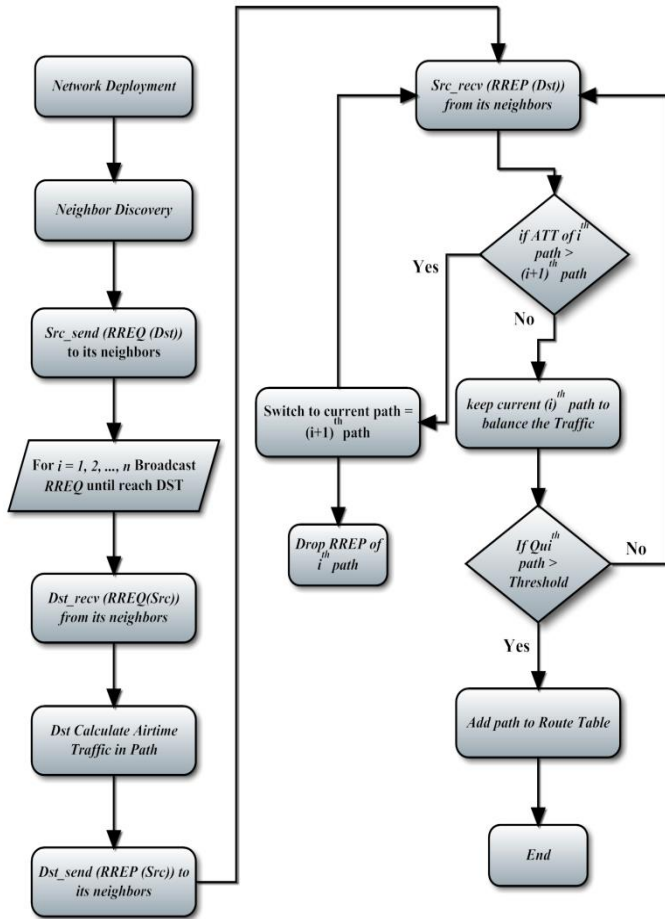 Network Deployment
Neighbor Discovery
Src_send (RREQ (Dst))
to its neighbors
For i = 1, 2, ..., n Broadcast
RREQ until reach DST
Dst_recv (RREQ(Src))
from its neighbors
Dst Calculate Airtime
Traffic in Path
Dst_send (RREP (Src)) to
its neighbors
Src_recv (RREP (Dst))
from its neighbors
if ATT of i^th
path >
(i+1)^th path
Yes
No
Switch to current path =
(i+1)^th path
Drop RREP of
i^th path
keep current (i)^th path to
balance the Traffic
If Qui^th
path >
Threshold
No
Yes
Add path to Route Table
End